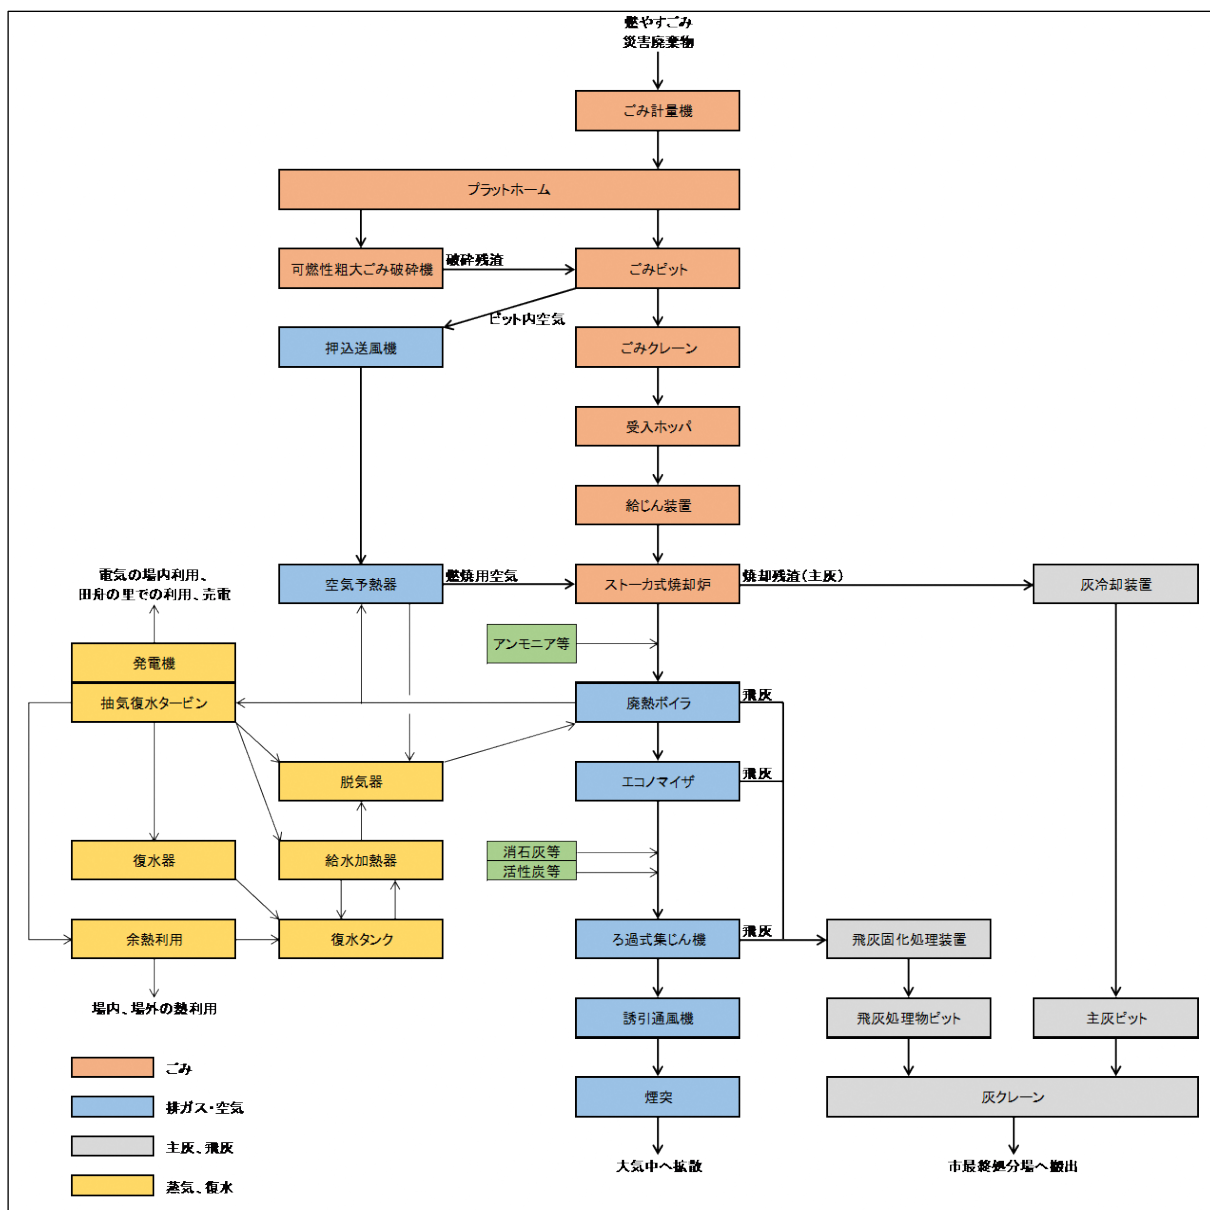 燃やすごみ
災害廃棄物
ごみ計量機
プラットホーム
可燃性粗大ごみ破砕機
破砕残渣
ごみピット
ピット内空気
押込送風機
ごみクレーン
受入ホッパ
給じん装置
電気の場内利用、
田舟の里での利用、売電
空気予熱器
燃焼用空気
ストーカ式焼却炉
焼却残渣(主灰)
灰冷却装置
アンモニア等
発電機
抽気復水タービン
廃熱ボイラ
飛灰
脱気器
エコノマイザ
飛灰
復水器
給水加熱器
消石灰等
活性炭等
余熱利用
復水タンク
ろ過式集じん機
飛灰
飛灰固化処理装置
場内、場外の熱利用
誘引通風機
飛灰処理物ピット
主灰ピット
ごみ
排ガス・空気
煙突
灰クレーン
主灰、飛灰
大気中へ拡散
市最終処分場へ搬出
蒸気、復水